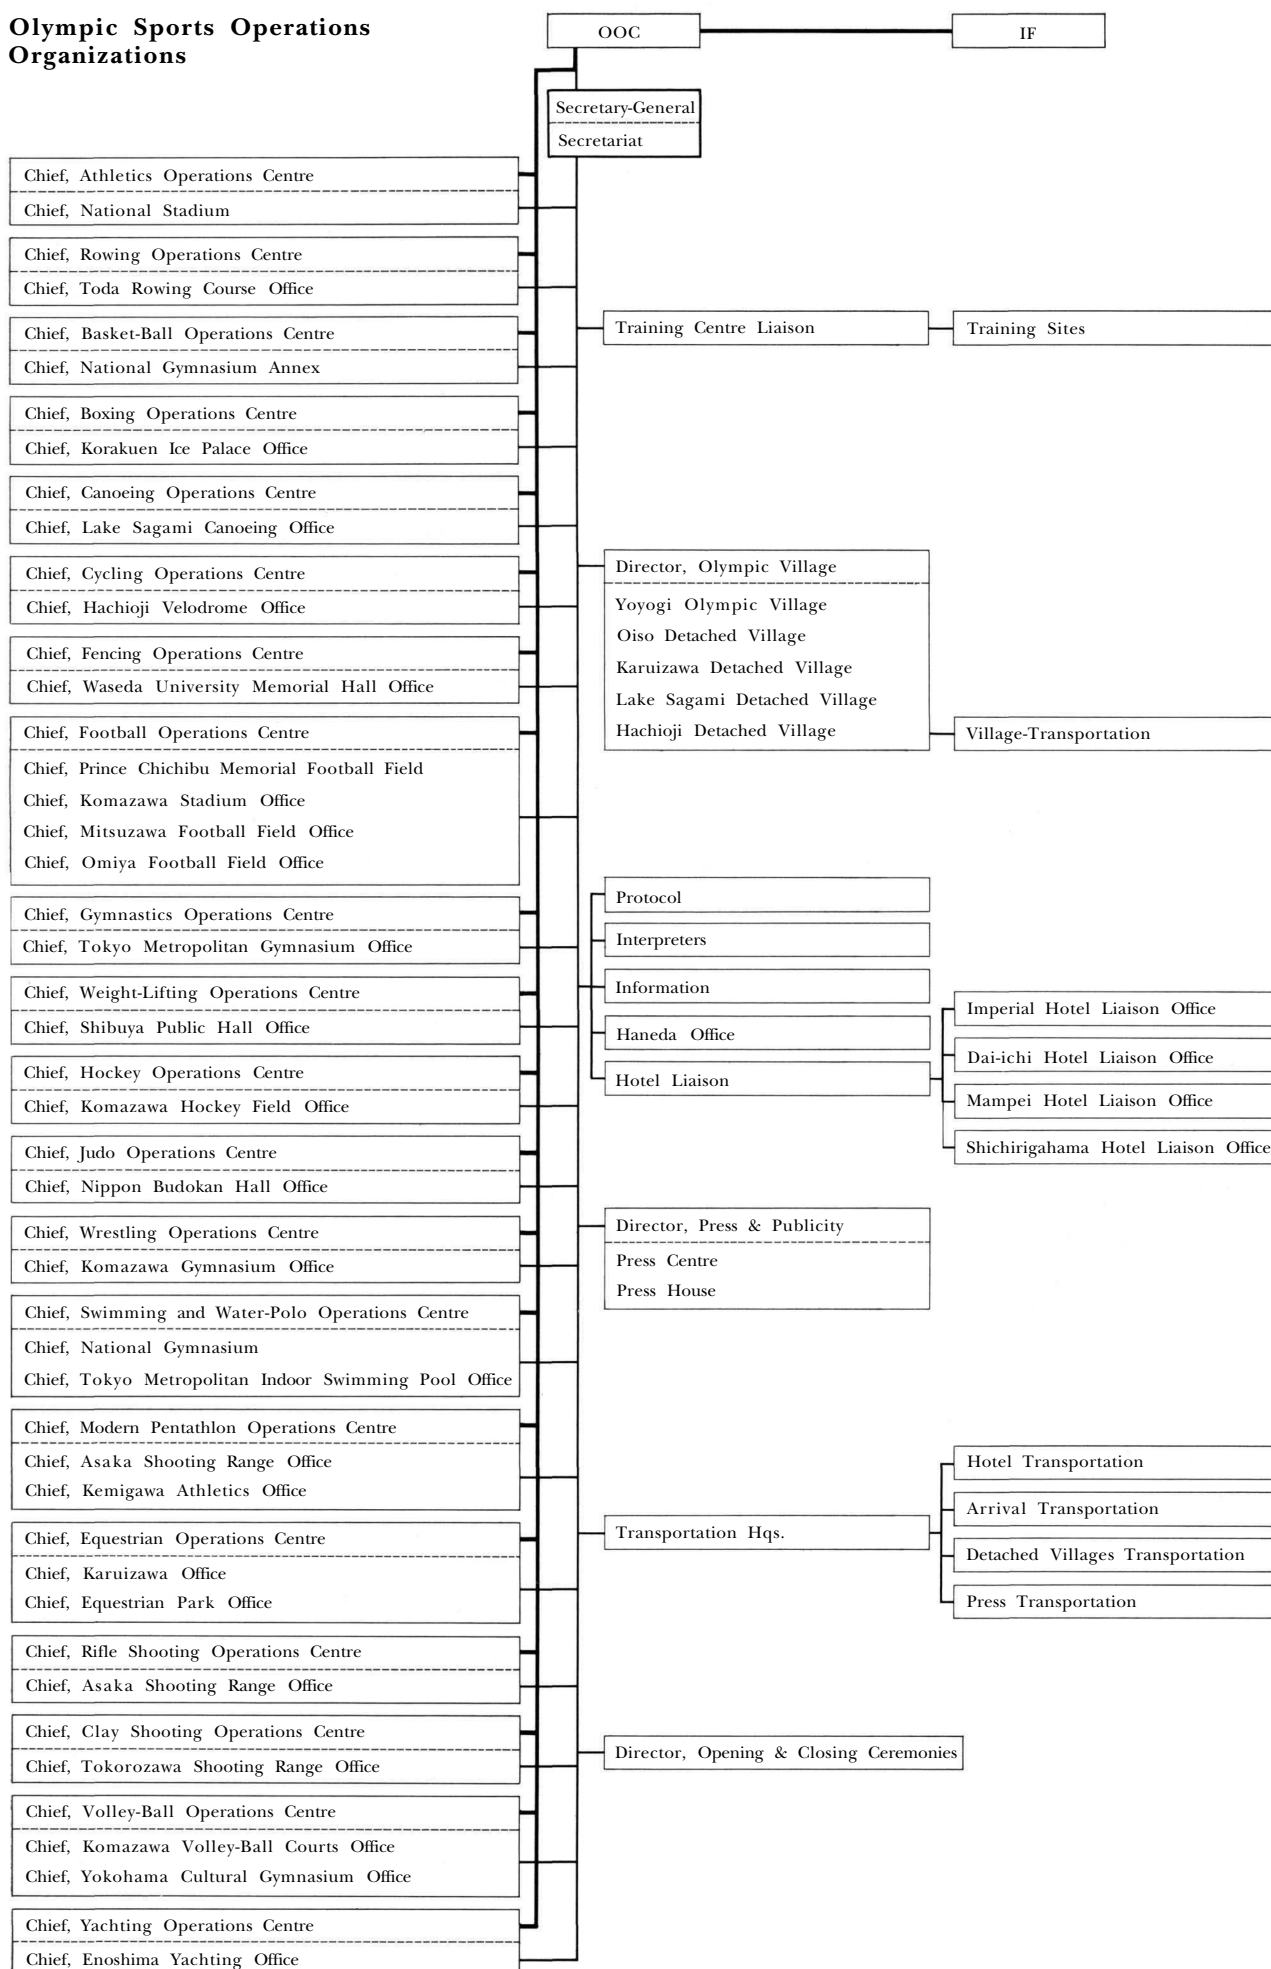 Olympic Sports Operations
Organizations
OOC
IF
Secretary-General
Secretariat
Chief, Athletics Operations Centre
Chief, National Stadium
Chief, Rowing Operations Centre
Chief, Toda Rowing Course Office
Chief, Basket-Ball Operations Centre
Chief, National Gymnasium Annex
Chief, Boxing Operations Centre
Chief, Korakuen Ice Palace Office
Chief, Canoeing Operations Centre
Chief, Lake Sagami Canoeing Office
Chief, Cycling Operations Centre
Chief, Hachioji Velodrome Office
Chief, Fencing Operations Centre
Chief, Waseda University Memorial Hall Office
Chief, Football Operations Centre
Chief, Prince Chichibu Memorial Football Field
Chief, Komazawa Stadium Office
Chief, Mitsuzawa Football Field Office
Chief, Omiya Football Field Office
Chief, Gymnastics Operations Centre
Chief, Tokyo Metropolitan Gymnasium Office
Chief, Weight-Lifting Operations Centre
Chief, Shibuya Public Hall Office
Chief, Hockey Operations Centre
Chief, Komazawa Hockey Field Office
Chief, Judo Operations Centre
Chief, Nippon Budokan Hall Office
Chief, Wrestling Operations Centre
Chief, Komazawa Gymnasium Office
Chief, Swimming and Water-Polo Operations Centre
Chief, National Gymnasium
Chief, Tokyo Metropolitan Indoor Swimming Pool Office
Chief, Modern Pentathlon Operations Centre
Chief, Asaka Shooting Range Office
Chief, Kemigawa Athletics Office
Chief, Equestrian Operations Centre
Chief, Karuizawa Office
Chief, Equestrian Park Office
Chief, Rifle Shooting Operations Centre
Chief, Asaka Shooting Range Office
Chief, Clay Shooting Operations Centre
Chief, Tokorozawa Shooting Range Office
Chief, Volley-Ball Operations Centre
Chief, Komazawa Volley-Ball Courts Office
Chief, Yokohama Cultural Gymnasium Office
Chief, Yachting Operations Centre
Chief, Enoshima Yachting Office
Training Centre Liaison
Training Sites
Director, Olympic Village
Yoyogi Olympic Village
Oiso Detached Village
Karuizawa Detached Village
Lake Sagami Detached Village
Hachioji Detached Village
Village-Transportation
Protocol
Interpreters
Information
Haneda Office
Hotel Liaison
Imperial Hotel Liaison Office
Dai-ichi Hotel Liaison Office
Mampei Hotel Liaison Office
Shichirigahama Hotel Liaison Office
Director, Press & Publicity
Press Centre
Press House
Transportation Hqs.
Hotel Transportation
Arrival Transportation
Detached Villages Transportation
Press Transportation
Director, Opening & Closing Ceremonies